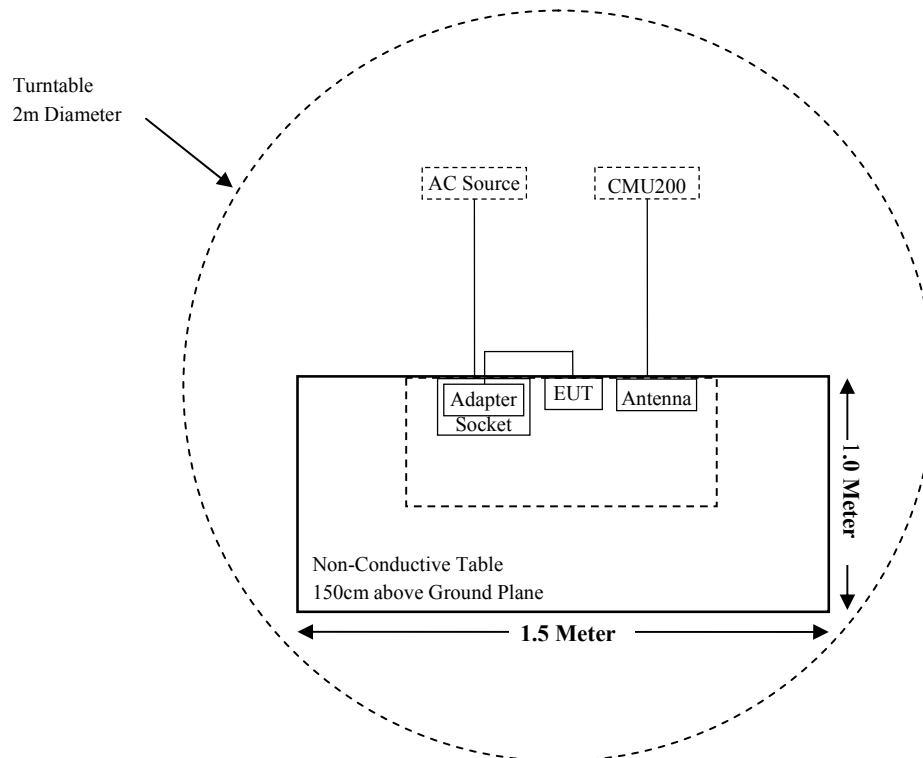 Turntable
2m Diameter
AC Source
CMU200
Adapter
Socket
EUT
Antenna
1.0 Meter
Non-Conductive Table
150cm above Ground Plane
1.5 Meter